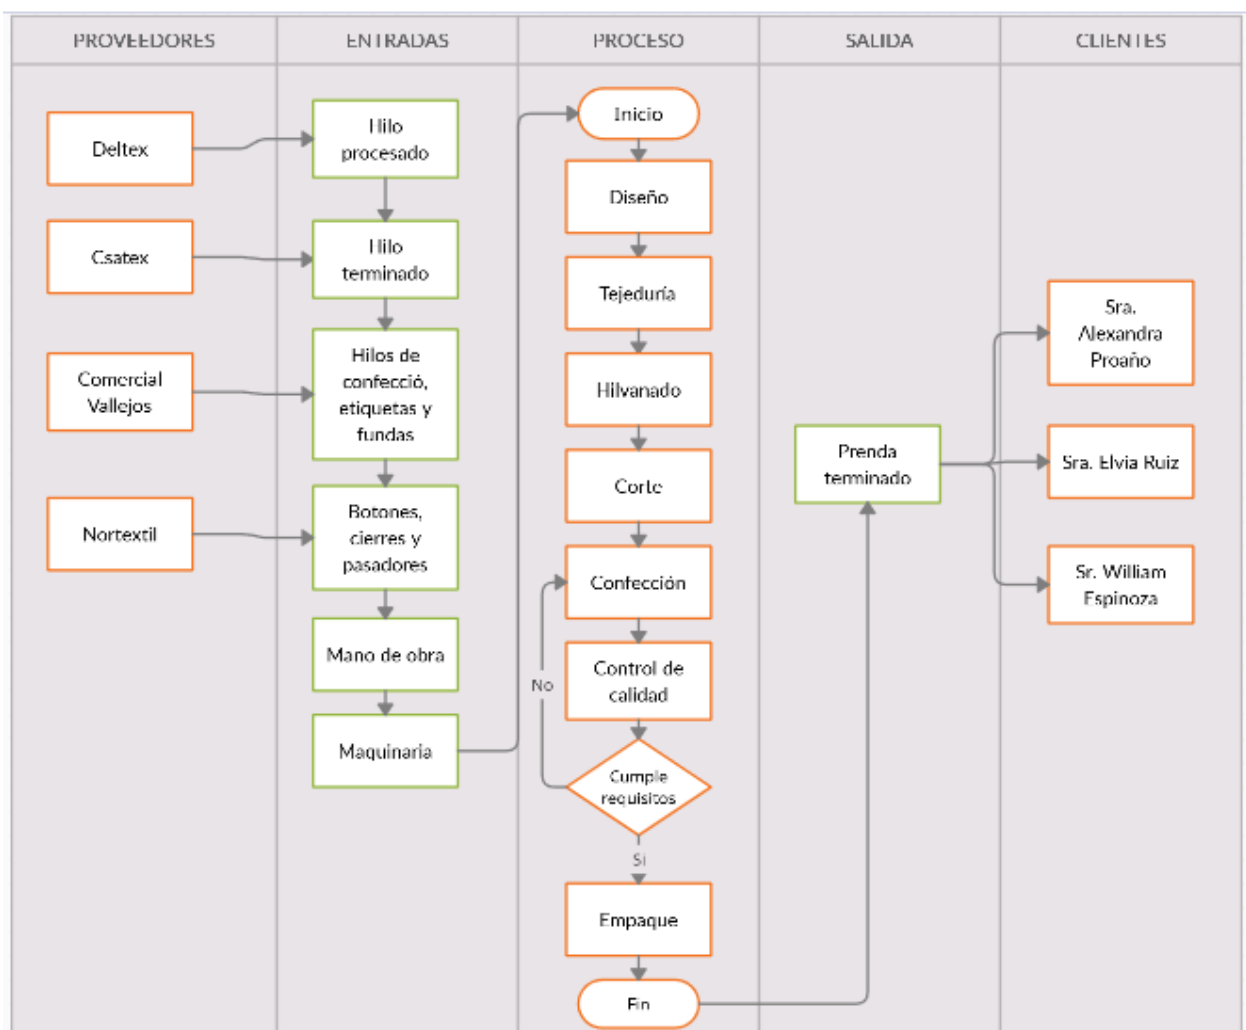 PROVEEDORES
ENTRADAS
PROCESO
SALIDA
CLIENTES
Deltex
Csatex
Comercial
Vallejos
Nortextil
Hilo
procesado
Hilo
terminado
Hilos de
confecció,
etiquetas y
fundas
Botones,
cierres y
pasadores
Mano de obra
Maquinaria
Inicio
Diseño
Tejeduría
Hilvanado
Corte
Confección
Control de
calidad
No
Cumple
requisitos
Si
Empaque
Fin
Prenda
terminado
Sra.
Alexandra
Proaño
Sra. Elvia Ruiz
Sr. William
Espinoza